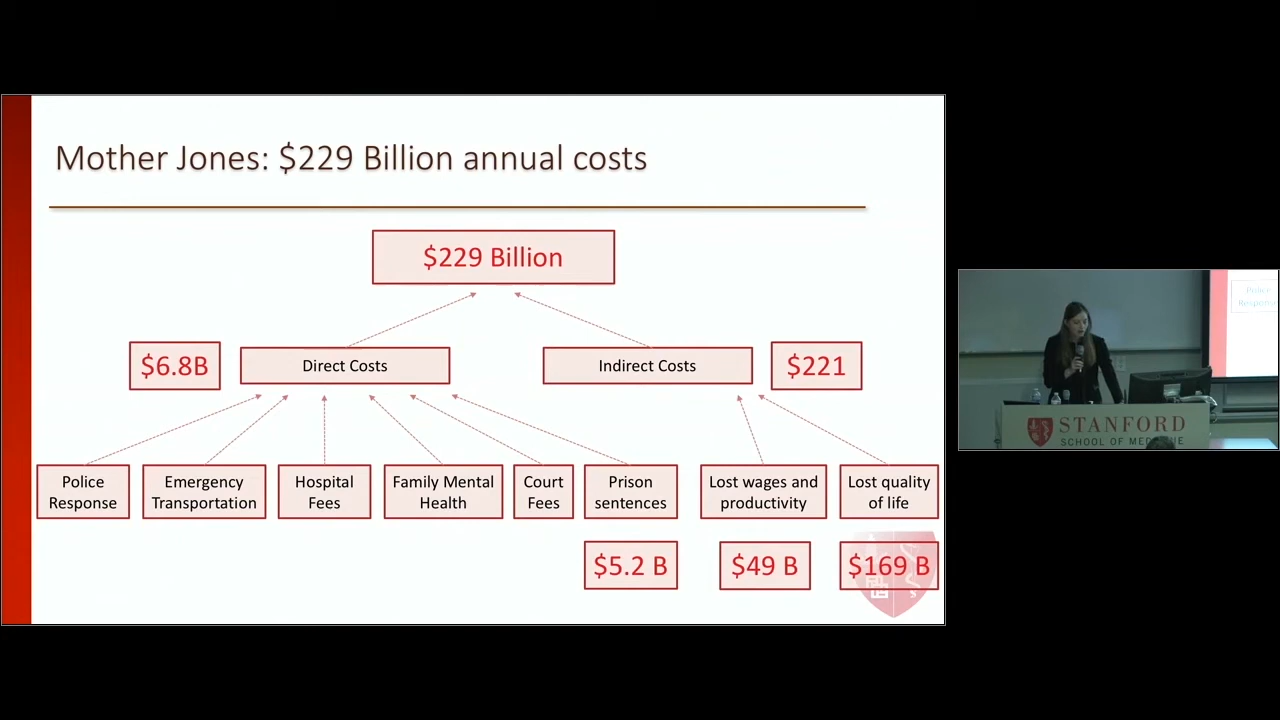 Mother Jones: $229 Billion annual costs
$229 Billion
$6.8B
Direct Costs
Indirect Costs
$221
Police
Response
Emergency
Transportation
Hospital
Fees
Family Mental
Health
Court
Fees
Prison
sentences
Lost wages and
productivity
Lost quality
of life
$5.2 B
$49 B
$169 B
Police
Response
STANFORD
SCHOOL OF MEDICINE